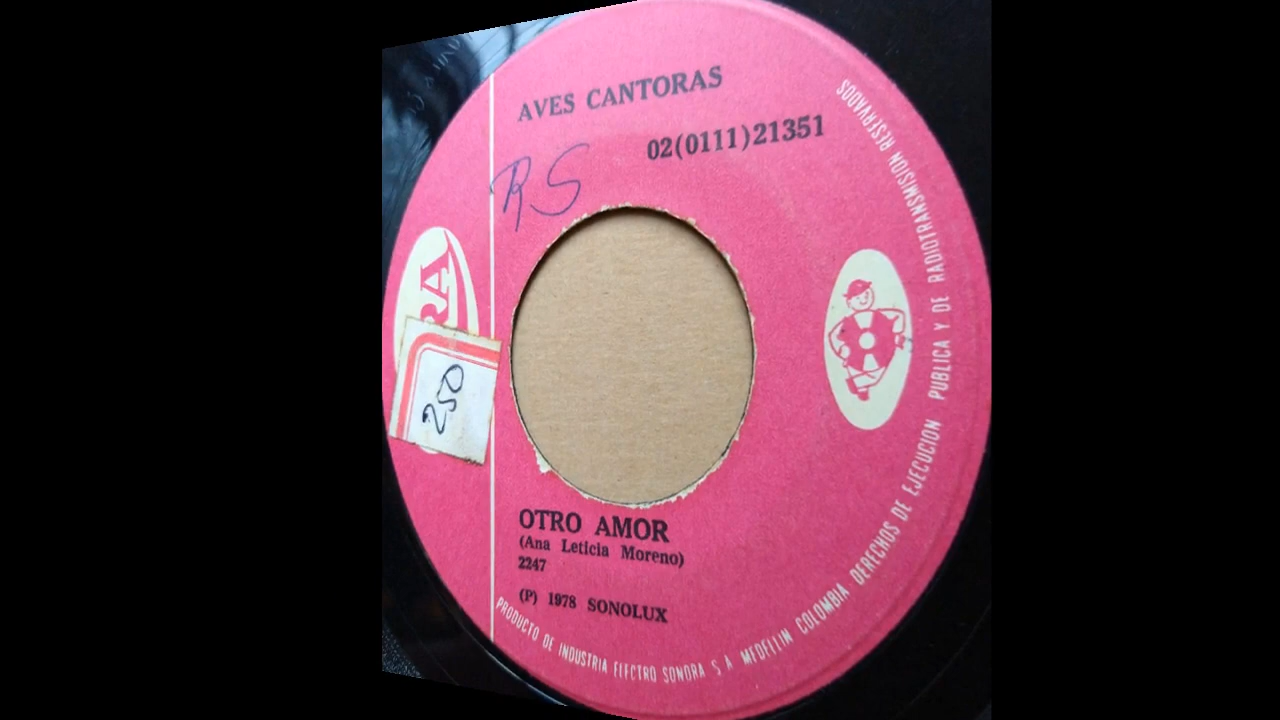 AVES CANTORAS
02(0111)21351
RS
RA
250
OTRO AMOR
(Ana Leticia Moreno)
2247
(P) 1978 SONOLUX
PRODUCTO DE INDUSTRIA ELECTRO SONORA S A MEDELLIN COLOMBIA DERECHOS DE EJECUCION PUBLICA Y DE RADIOTRANSMISION RESERVADOS